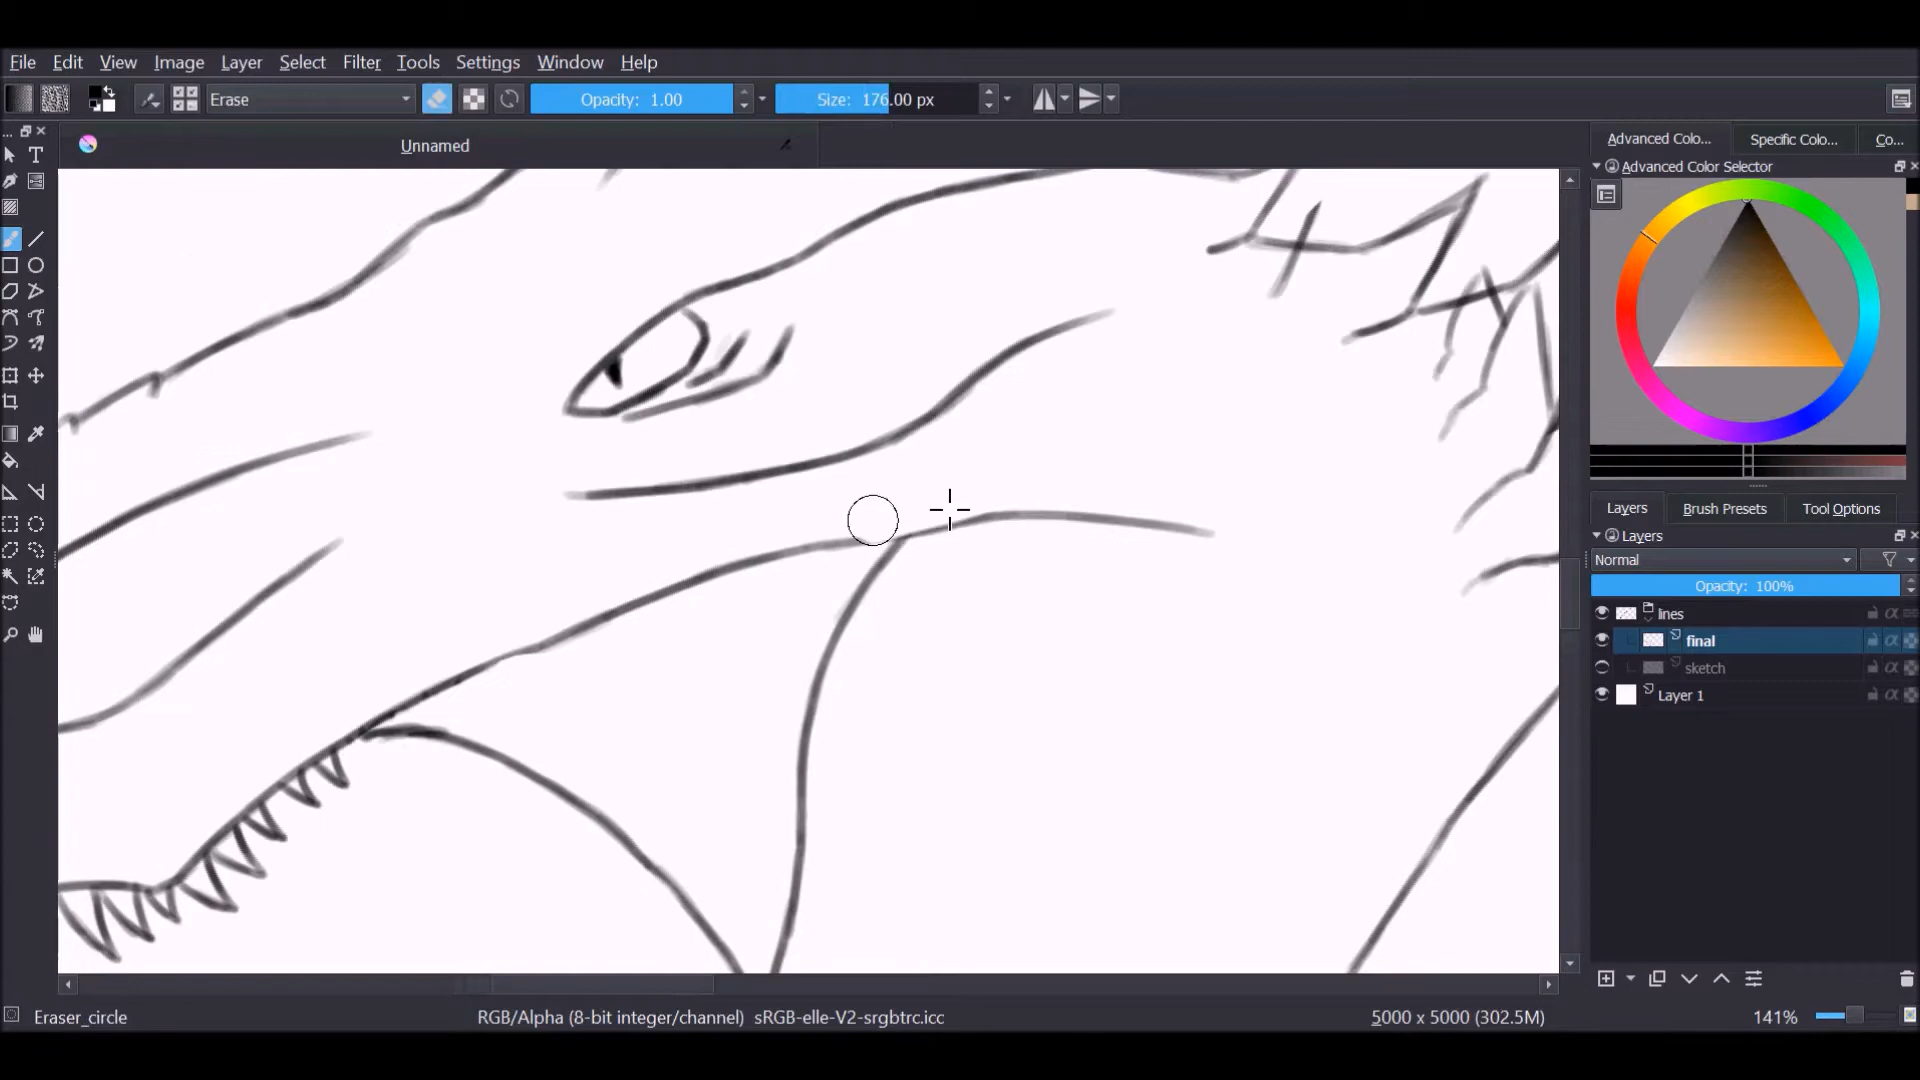 File Edit View Image Layer Select Filter Tools Settings Window Help
Erase Opacity: 1.00 Size: 176.00 px
Unnamed
Advanced Colo... Specific Colo... Co...
Advanced Color Selector
Layers Brush Presets Tool Options
Layers
Normal
Opacity: 100%
lines
final
sketch
Layer 1
Eraser_circle RGB/Alpha (8-bit integer/channel) sRGB-elle-V2-srgbtrc.icc 5000 x 5000 (302.5M) 141%